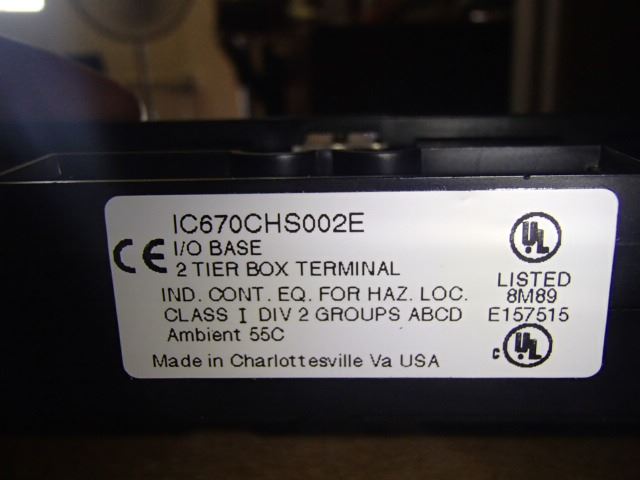 IC670CHS002E
CE I/O BASE
2 TIER BOX TERMINAL
IND. CONT. EQ. FOR HAZ. LOC.
CLASS I DIV 2 GROUPS ABCD
Ambient 55C
Made in Charlottesville Va USA
UL
LISTED
8M89
E157515
c UL